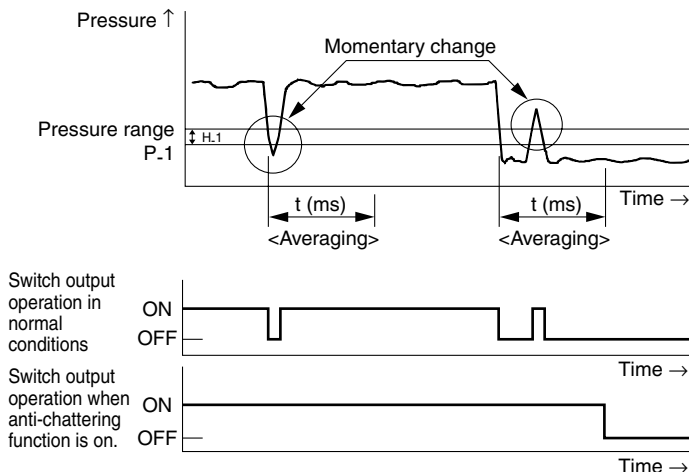 Pressure ↑
Momentary change
Pressure range
H-1
P-1
t (ms)
t (ms)
Time →
<Averaging>
<Averaging>
Switch output
operation in
normal
conditions
ON
OFF
Time →
Switch output
operation when
anti-chattering
function is on.
ON
OFF
Time →